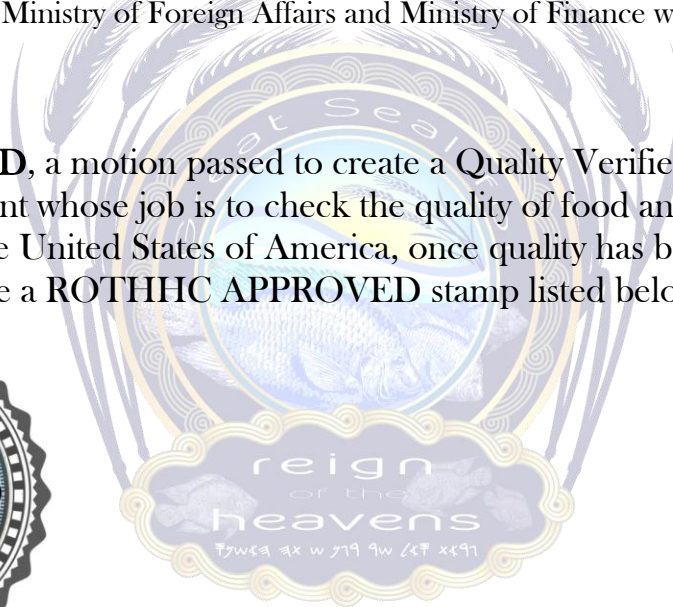 Ministry of Foreign Affairs and Ministry of Finance w
eat Seal
D, a motion passed to create a Quality Verifie
nt whose job is to check the quality of food an
e United States of America, once quality has b
e a ROTHHC APPROVED stamp listed belo
reign
of the
heavens